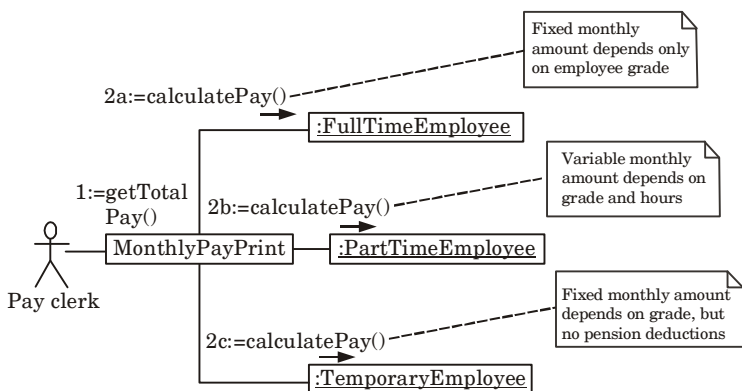 Fixed monthly
amount depends only
on employee grade
2a:=calculatePay()
:FullTimeEmployee
Variable monthly
amount depends on
grade and hours
1:=getTotal
Pay()
2b:=calculatePay()
MonthlyPayPrint
:PartTimeEmployee
Pay clerk
Fixed monthly amount
depends on grade, but
no pension deductions
2c:=calculatePay()
:TemporaryEmployee